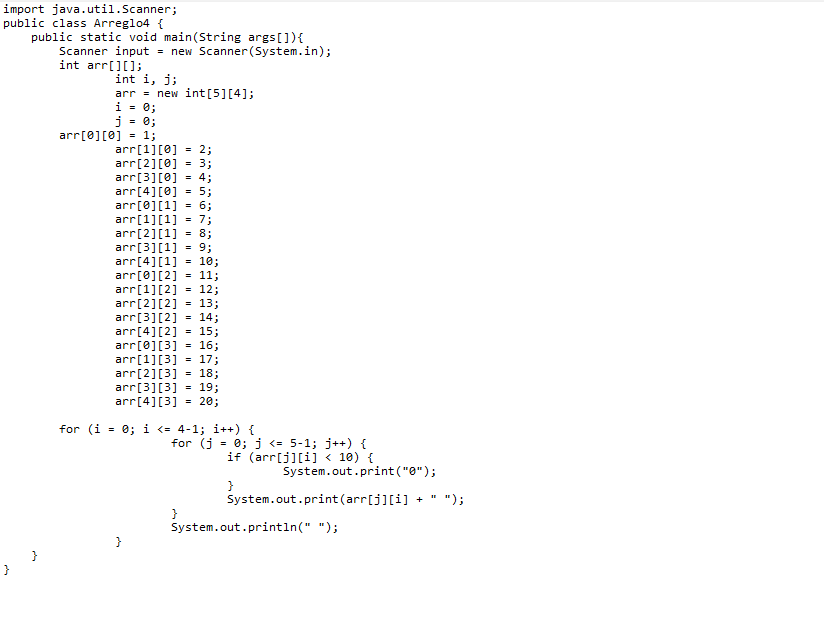 import java.util.Scanner;
public class Arreglo4 {
    public static void main(String args[]){
        Scanner input = new Scanner(System.in);
        int arr[][];
                int i, j;
                arr = new int[5][4];
                i = 0;
                j = 0;
        arr[0][0] = 1;
                arr[1][0] = 2;
                arr[2][0] = 3;
                arr[3][0] = 4;
                arr[4][0] = 5;
                arr[0][1] = 6;
                arr[1][1] = 7;
                arr[2][1] = 8;
                arr[3][1] = 9;
                arr[4][1] = 10;
                arr[0][2] = 11;
                arr[1][2] = 12;
                arr[2][2] = 13;
                arr[3][2] = 14;
                arr[4][2] = 15;
                arr[0][3] = 16;
                arr[1][3] = 17;
                arr[2][3] = 18;
                arr[3][3] = 19;
                arr[4][3] = 20;

        for (i = 0; i <= 4-1; i++) {
                        for (j = 0; j <= 5-1; j++) {
                                if (arr[j][i] < 10) {
                                        System.out.print("0");
                                }
                                System.out.print(arr[j][i] + " ");
                        }
                        System.out.println(" ");
                }
    }
}